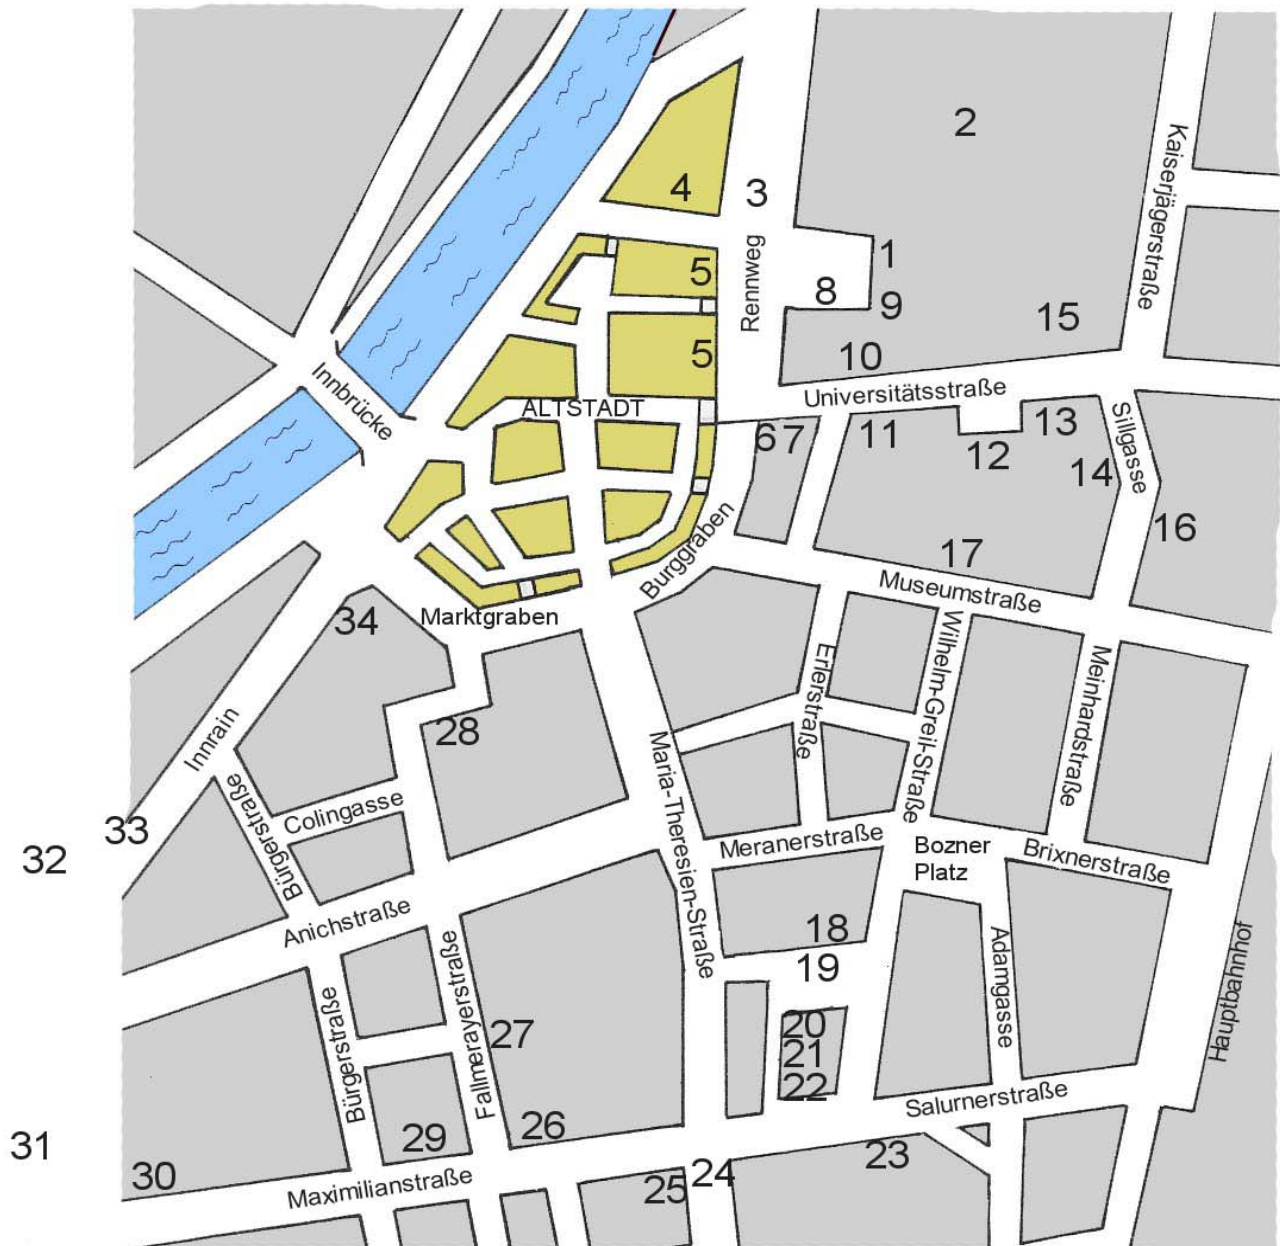 2
Kaiserjägerstraße
4
3
5
Rennweg
1
8
9
15
5
10
Innbrücke
Universitätsstraße
ALTSTADT
6
7
11
13
12
14
Sillgasse
16
Burggraben
17
Museumstraße
Marktgraben
34
Wilhelm-Greil-Straße
Erlerstraße
Meinhardstraße
Innrain
28
Maria-Theresien-Straße
Bürgerstraße
Colingasse
33
32
Meranerstraße
Bozner
Platz
Brixnerstraße
Anichstraße
18
19
Adamgasse
Hauptbahnhof
Bürgerstraße
Fallmerayerstraße
27
20
21
22
Salurnerstraße
31
29
26
23
30
Maximilianstraße
25
24